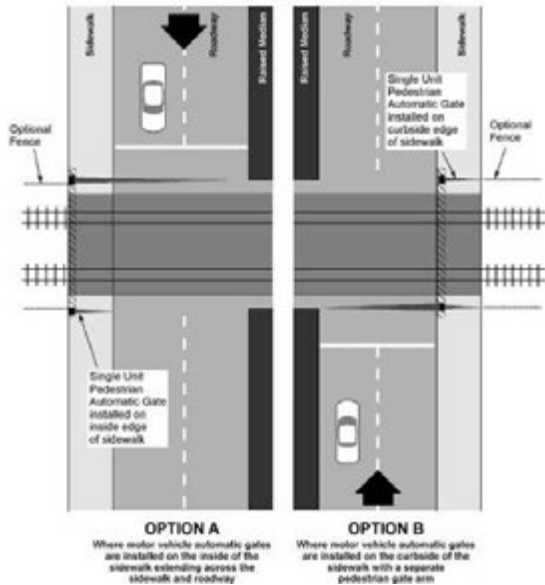 Sidewalk
Roadway
Raised Median
Raised Median
Roadway
Sidewalk
Single Unit
Pedestrian
Automatic Gate
installed on
curbside edge
of sidewalk
Optional
Fence
Optional
Fence
Single Unit
Pedestrian
Automatic Gate
installed on
inside edge
of sidewalk
OPTION A
Where motor vehicle automatic gates
are installed on the inside of the
sidewalk extending across the
sidewalk and roadway
OPTION B
Where motor vehicle automatic gates
are installed on the curbside of the
sidewalk with a separate
pedestrian gate arm